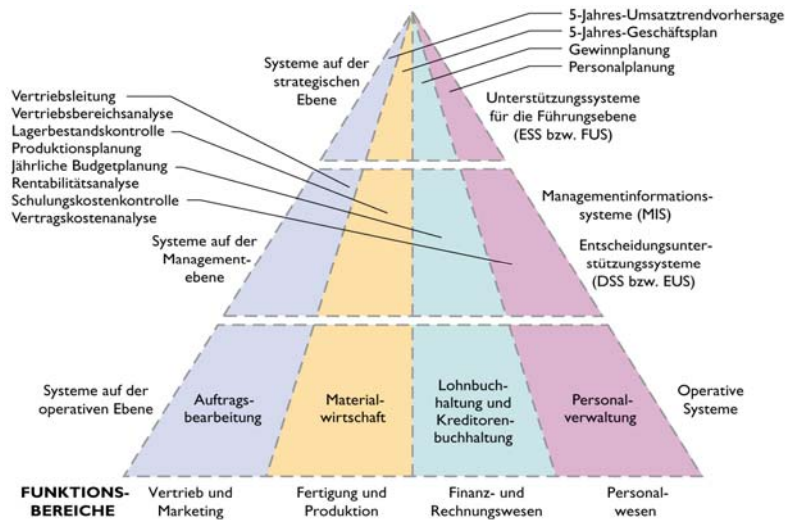 5-Jahres-Umsatztrendvorhersage
5-Jahres-Geschäftsplan
Gewinnplanung
Personalplanung
Systeme auf der
strategischen
Ebene
Unterstützungssysteme
für die Führungsebene
(ESS bzw. FUS)
Vertriebsleitung
Vertriebsbereichsanalyse
Lagerbestandskontrolle
Produktionsplanung
Jährliche Budgetplanung
Rentabilitätsanalyse
Schulungskostenkontrolle
Vertragskostenanalyse
Systeme auf der
Management-
ebene
Managementinformations-
systeme (MIS)
Entscheidungsunter-
stützungssysteme
(DSS bzw. EUS)
Systeme auf der
operativen Ebene
Auftrags-
bearbeitung
Material-
wirtschaft
Lohnbuch-
haltung und
Kreditoren-
buchhaltung
Personal-
verwaltung
Operative
Systeme
FUNKTIONS-
BEREICHE
Vertrieb und
Marketing
Fertigung und
Produktion
Finanz- und
Rechnungswesen
Personal-
wesen